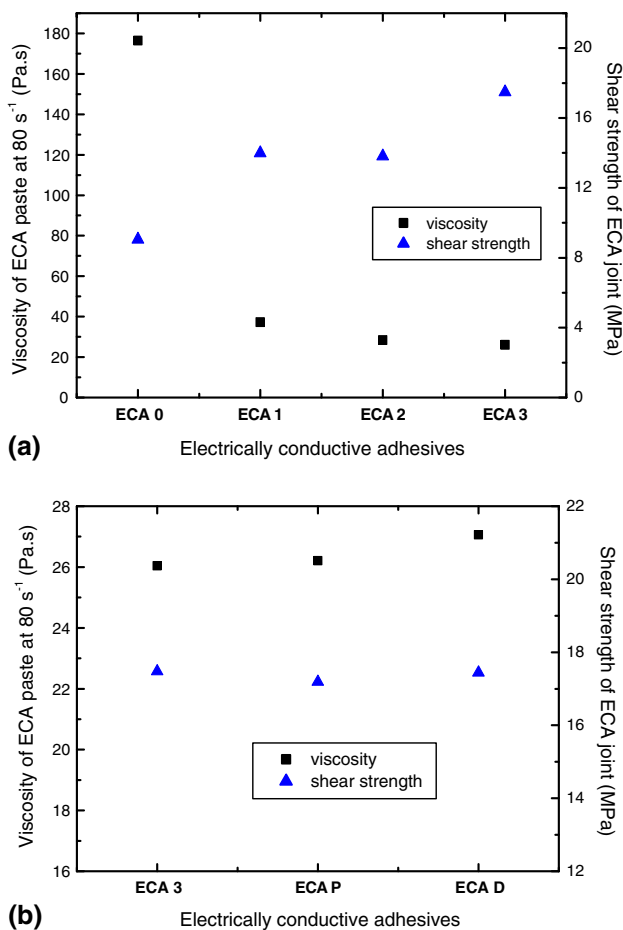 180
160
140
120
100
80
60
40
20
0
Viscosity of ECA paste at 80 s⁻¹ (Pa.s)
20
16
12
8
4
0
Shear strength of ECA joint (MPa)
viscosity
shear strength
ECA 0 ECA 1 ECA 2 ECA 3
(a) Electrically conductive adhesives
28
26
24
22
20
18
16
Viscosity of ECA paste at 80 s⁻¹ (Pa.s)
22
20
18
16
14
12
Shear strength of ECA joint (MPa)
viscosity
shear strength
ECA 3 ECA P ECA D
(b) Electrically conductive adhesives